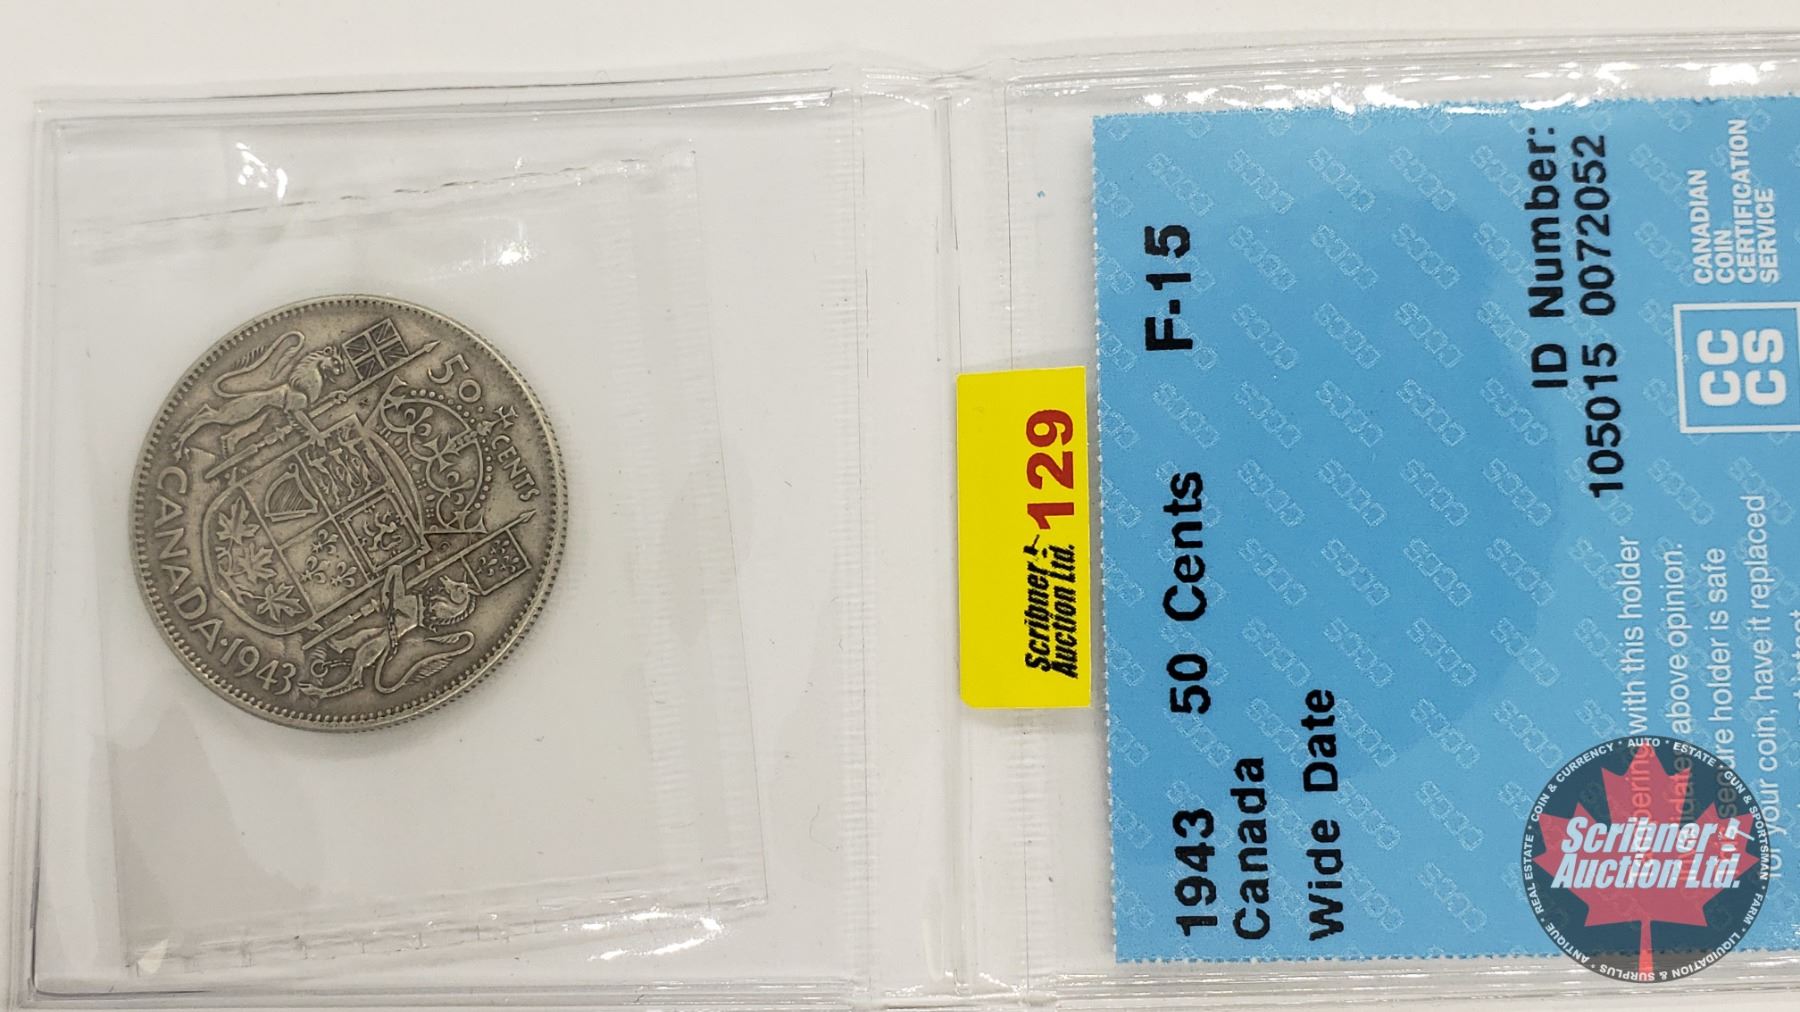 50 CENTS
CANADA · 1943
Scribner
Auction Ltd.
129
1943 50 Cents F-15
Canada
Wide Date
ID Number:
105015 0072052
CC
CS
CANADIAN
COIN
CERTIFICATION
SERVICE
with this holder
above opinion.
secure holder is safe
your coin, have it replaced
Scribner
Auction Ltd.
ANTIQUE • REAL ESTATE • COIN & CURRENCY • AUTO • ESTATE • GUN & SPORTSMAN • FARM • LIQUIDATION & SURPLUS